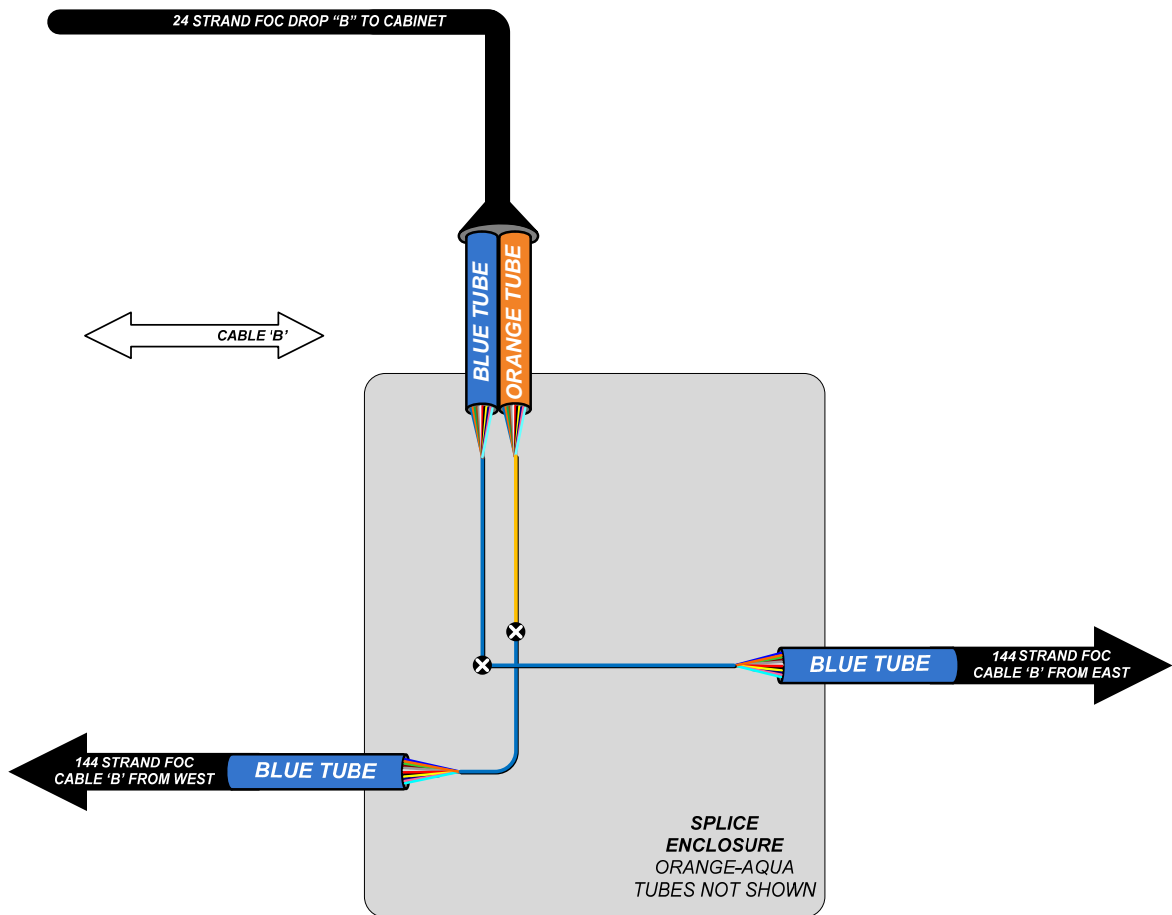 24 STRAND FOC DROP “B” TO CABINET
BLUE TUBE
ORANGE TUBE
CABLE ‘B’
BLUE TUBE
144 STRAND FOC
CABLE ‘B’ FROM EAST
144 STRAND FOC
CABLE ‘B’ FROM WEST
BLUE TUBE
SPLICE
ENCLOSURE
ORANGE-AQUA
TUBES NOT SHOWN